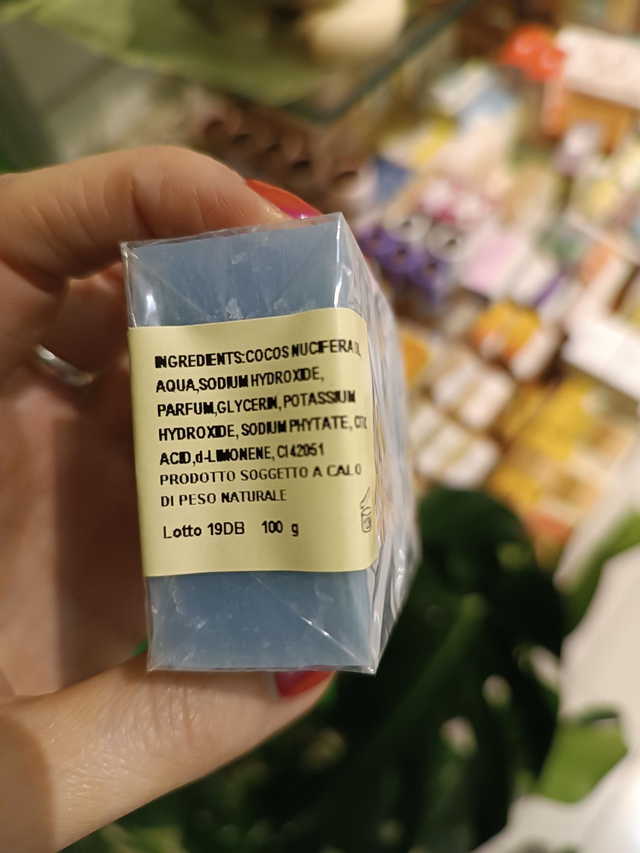 INGREDIENTS:COCOS NUCIFERA
AQUA,SODIUM HYDROXIDE,
PARFUM,GLYCERIN,POTASSIUM
HYDROXIDE, SODIUM PHYTATE,
ACID,d-LIMONENE, CI 42051
PRODOTTO SOGGETTO A CALO
DI PESO NATURALE
Lotto 19DB 100 g